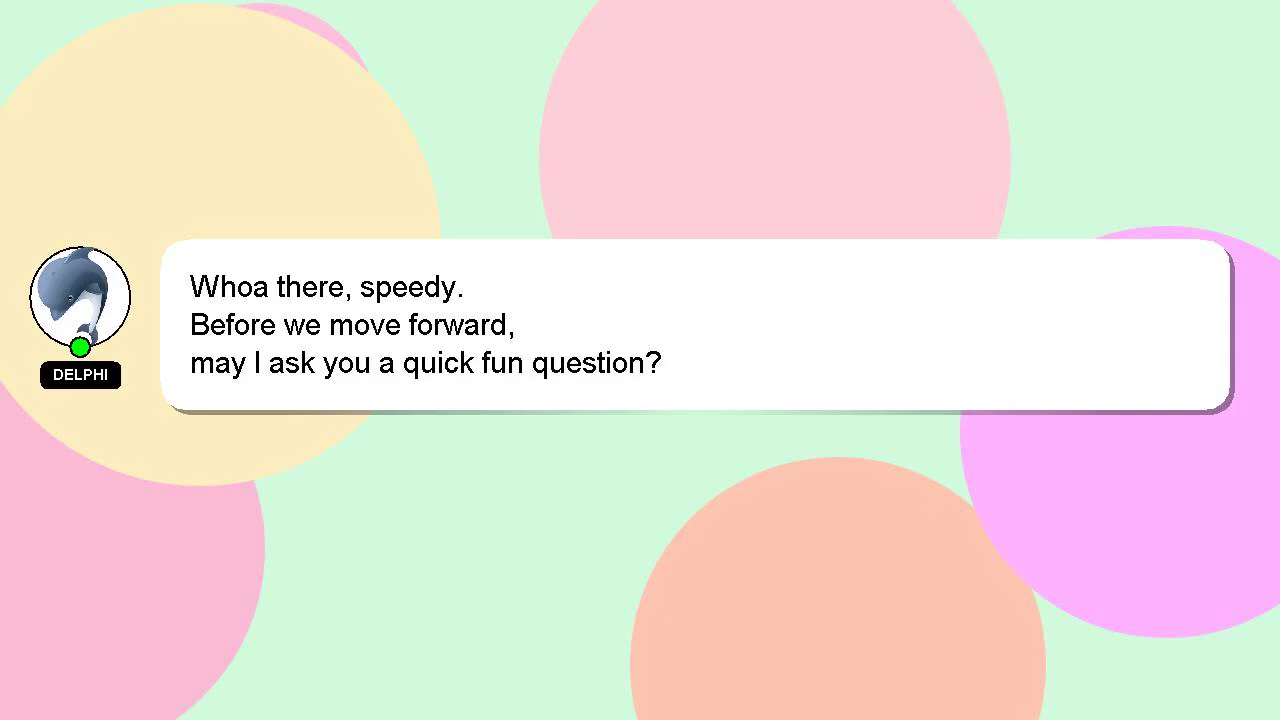 Whoa there, speedy.
Before we move forward,
may I ask you a quick fun question?
DELPHI